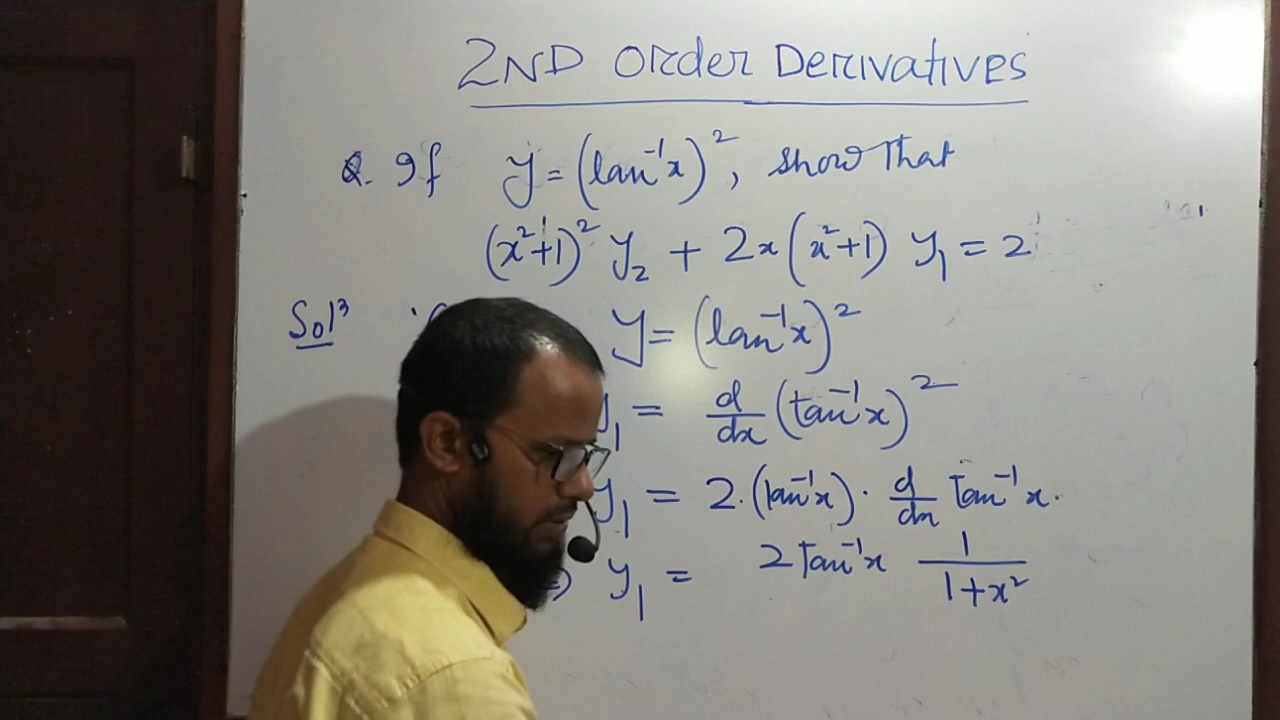 2ND Order Derivatives
Q. If y = (tan⁻¹x)², show that
(x²+1)² y₂ + 2x(x²+1) y₁ = 2
Solⁿ y = (tan⁻¹x)²
y₁ = d/dx (tan⁻¹x)²
y₁ = 2.(tan⁻¹x). d/dx tan⁻¹x.
⇒ y₁ = 2 tan⁻¹x 1/(1+x²)